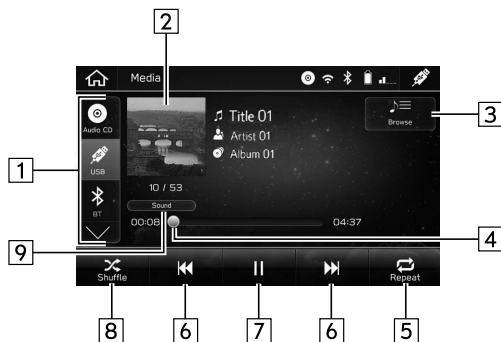 2
Media
Title 01
Artist 01
Album 01
Browse
3
Audio CD
USB
BT
1
10 / 53
Sound
00:08
04:37
4
9
Shuffle
Repeat
8
6
7
6
5